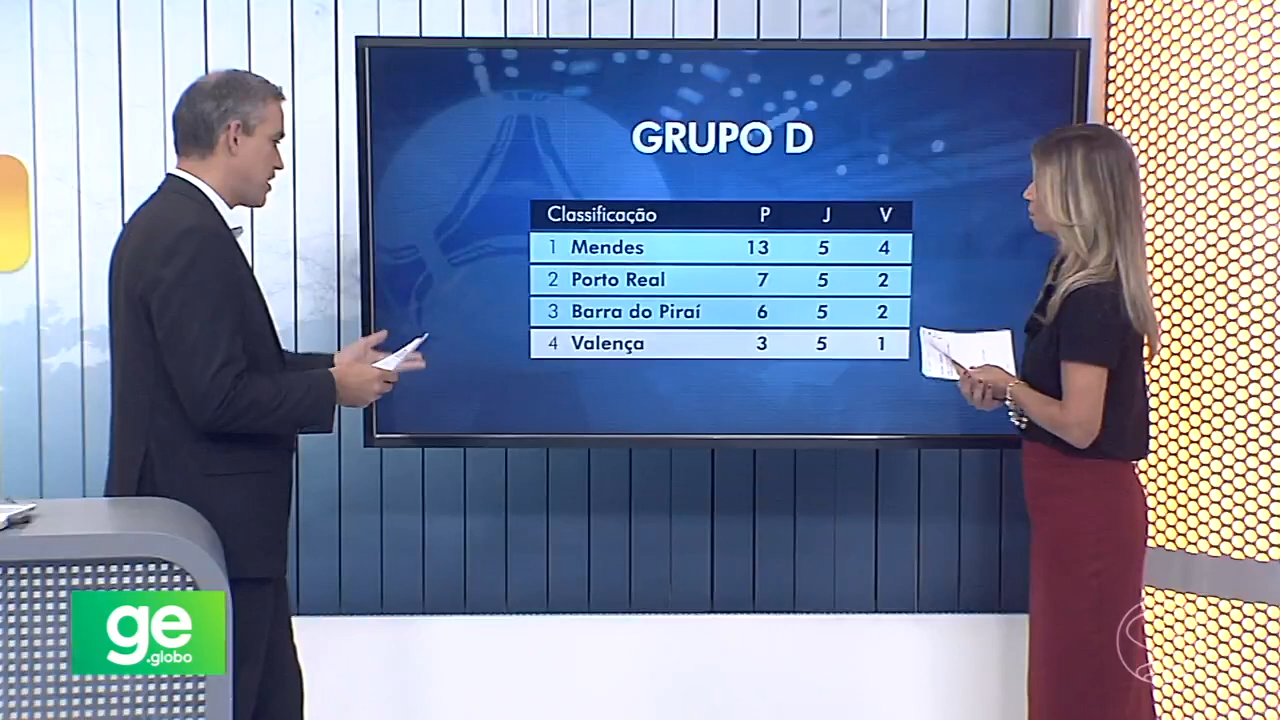 GRUPO D
Classificação P J V
1 Mendes 13 5 4
2 Porto Real 7 5 2
3 Barra do Piraí 6 5 2
4 Valença 3 5 1
ge
.globo